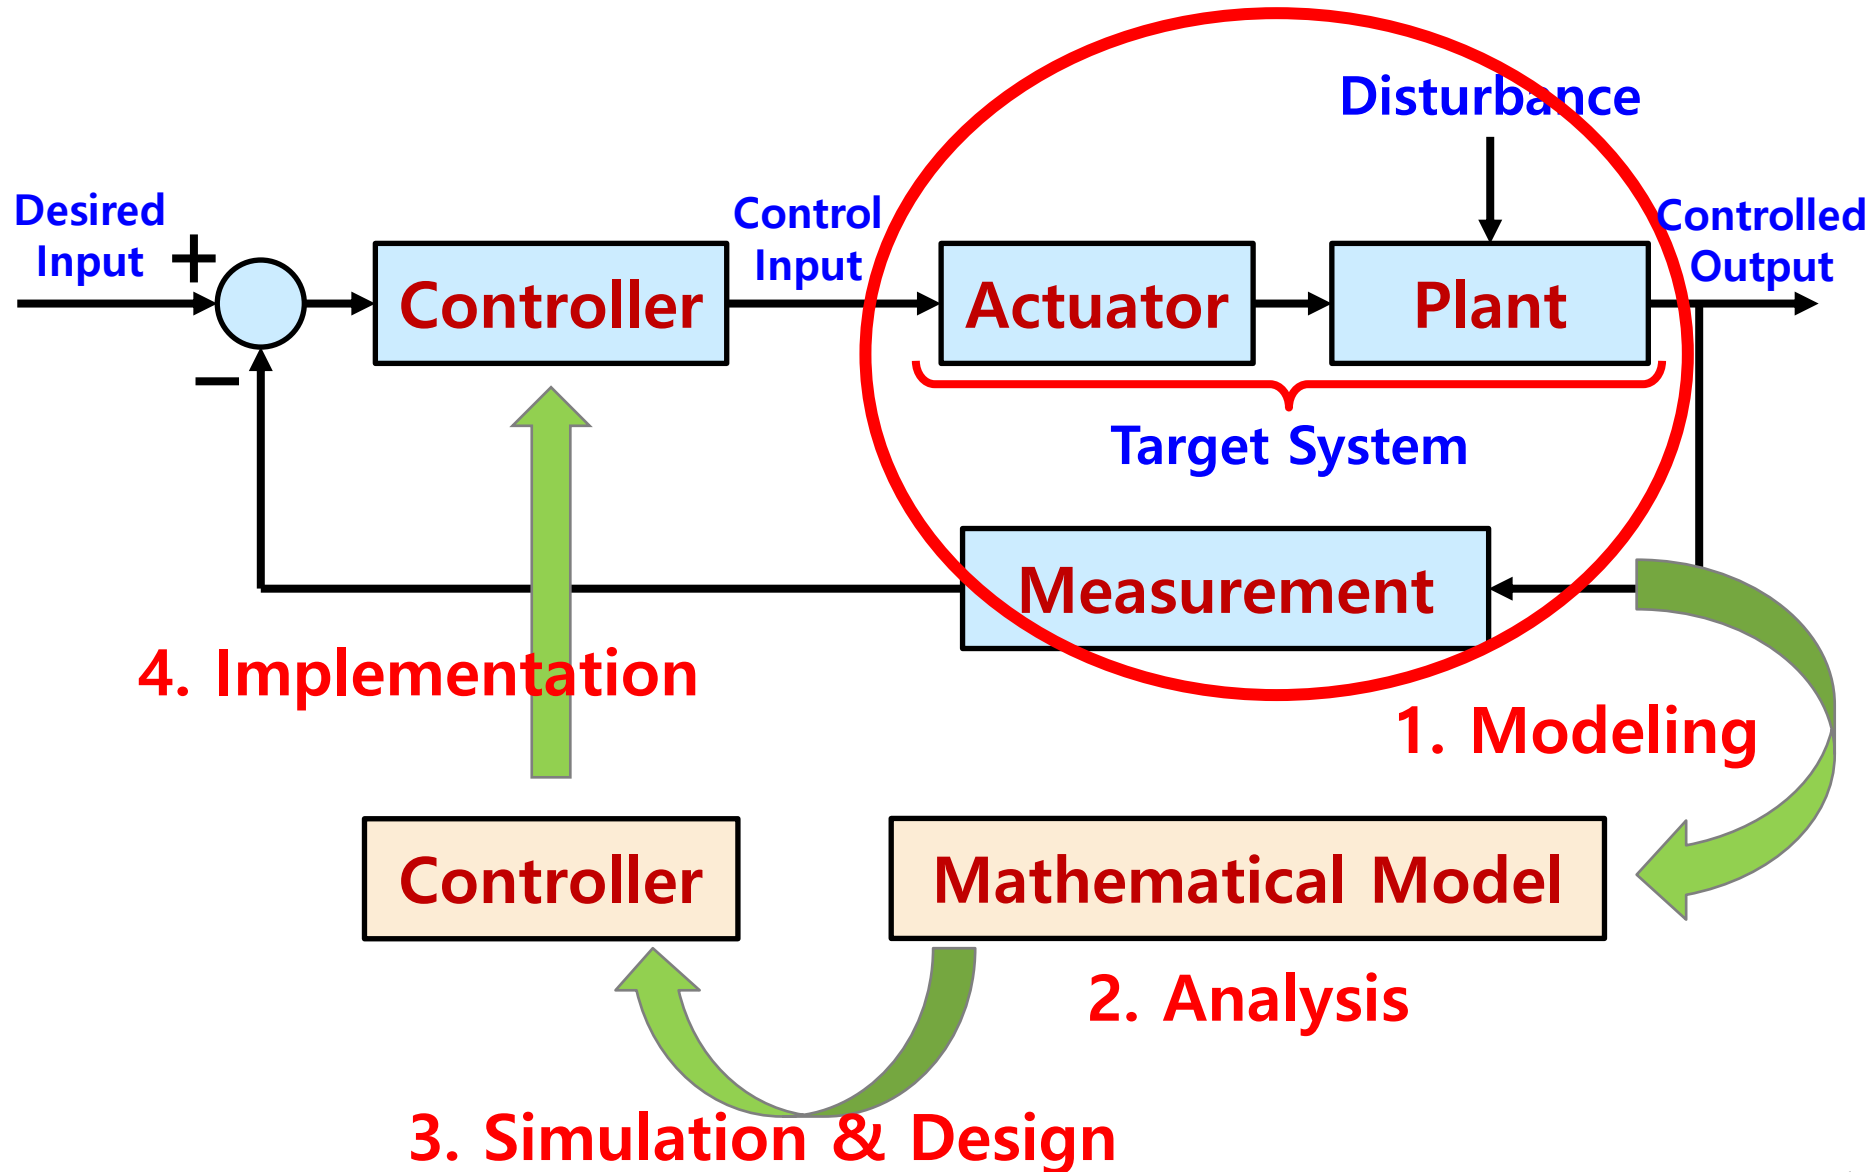 Disturbance
Desired
Input
+
Control
Input
Controlled
Output
Controller
Actuator
Plant
−
Target System
Measurement
4. Implementation
1. Modeling
Controller
Mathematical Model
2. Analysis
3. Simulation & Design